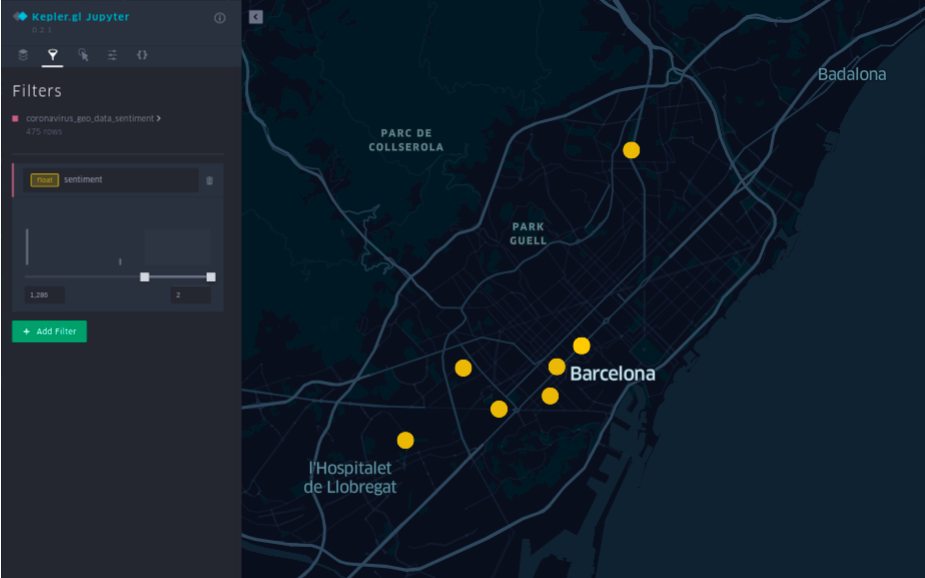 Kepler.gl Jupyter
0.2.1
Filters
coronavirus_geo_data_sentiment
475 rows
float sentiment
1,285 2
+ Add Filter
Badalona
PARC DE
COLLSEROLA
PARK
GUELL
Barcelona
l'Hospitalet
de Llobregat